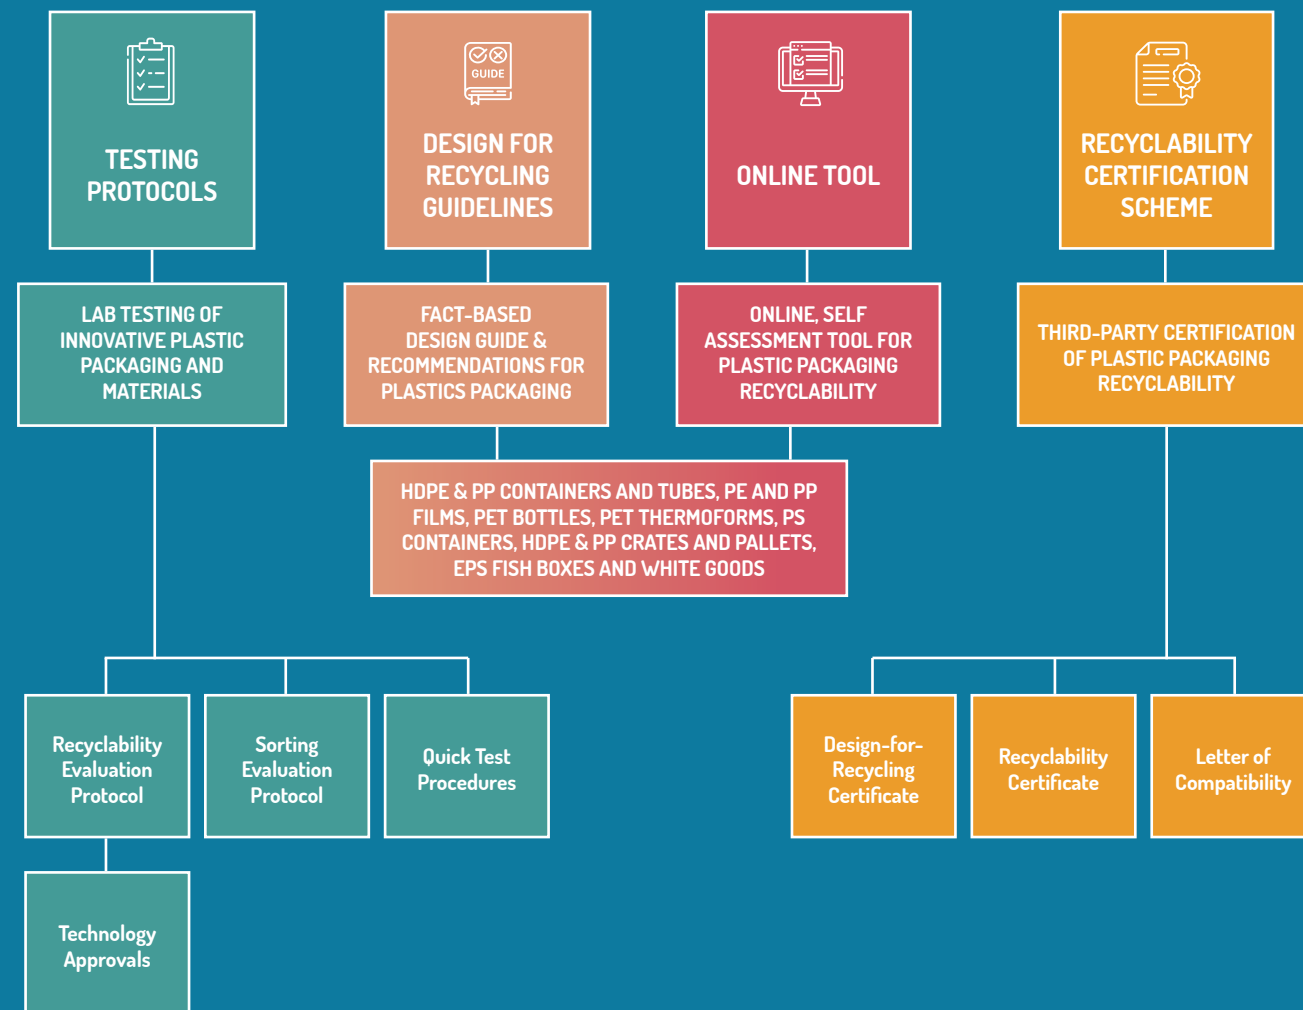 TESTING
PROTOCOLS
GUIDE
DESIGN FOR
RECYCLING
GUIDELINES
ONLINE TOOL
RECYCLABILITY
CERTIFICATION
SCHEME
LAB TESTING OF
INNOVATIVE PLASTIC
PACKAGING AND
MATERIALS
FACT-BASED
DESIGN GUIDE &
RECOMMENDATIONS FOR
PLASTICS PACKAGING
ONLINE, SELF
ASSESSMENT TOOL FOR
PLASTIC PACKAGING
RECYCLABILITY
THIRD-PARTY CERTIFICATION
OF PLASTIC PACKAGING
RECYCLABILITY
HDPE & PP CONTAINERS AND TUBES, PE AND PP
FILMS, PET BOTTLES, PET THERMOFORMS, PS
CONTAINERS, HDPE & PP CRATES AND PALLETS,
EPS FISH BOXES AND WHITE GOODS
Recyclability
Evaluation
Protocol
Sorting
Evaluation
Protocol
Quick Test
Procedures
Design-for-
Recycling
Certificate
Recyclability
Certificate
Letter of
Compatibility
Technology
Approvals